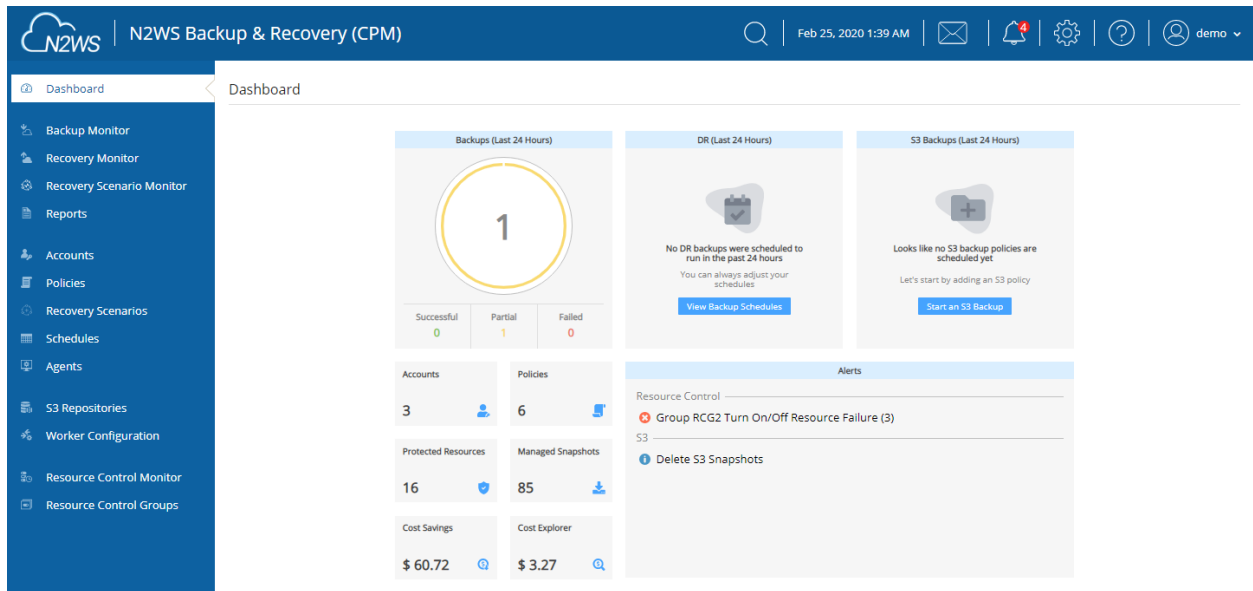 N2WS
N2WS Backup & Recovery (CPM)
Feb 25, 2020 1:39 AM
4
demo
Dashboard
Backup Monitor
Recovery Monitor
Recovery Scenario Monitor
Reports
Accounts
Policies
Recovery Scenarios
Schedules
Agents
S3 Repositories
Worker Configuration
Resource Control Monitor
Resource Control Groups
Dashboard
Backups (Last 24 Hours)
1
Successful
0
Partial
1
Failed
0
DR (Last 24 Hours)
No DR backups were scheduled to
run in the past 24 hours
You can always adjust your
schedules
View Backup Schedules
S3 Backups (Last 24 Hours)
Looks like no S3 backup policies are
scheduled yet
Let's start by adding an S3 policy
Start an S3 Backup
Accounts
3
Policies
6
Protected Resources
16
Managed Snapshots
85
Cost Savings
$ 60.72
Cost Explorer
$ 3.27
Alerts
Resource Control
Group RCG2 Turn On/Off Resource Failure (3)
S3
Delete S3 Snapshots